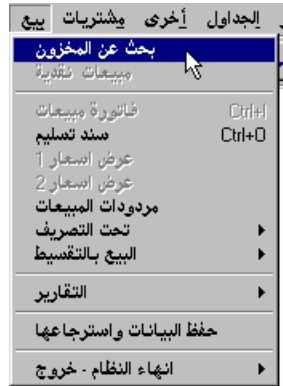 الجداول أخرى مشتريات بيع
بحث عن المخزون
مبيعات نقدية
فاتورة مبيعات Ctrl+I
سند تسليم Ctrl+O
عرض اسعار 1
عرض اسعار 2
مردودات المبيعات
تحت التصريف
البيع بالتقسيط
التقارير
حفظ البيانات واسترجاعها
انهاء النظام - خروج